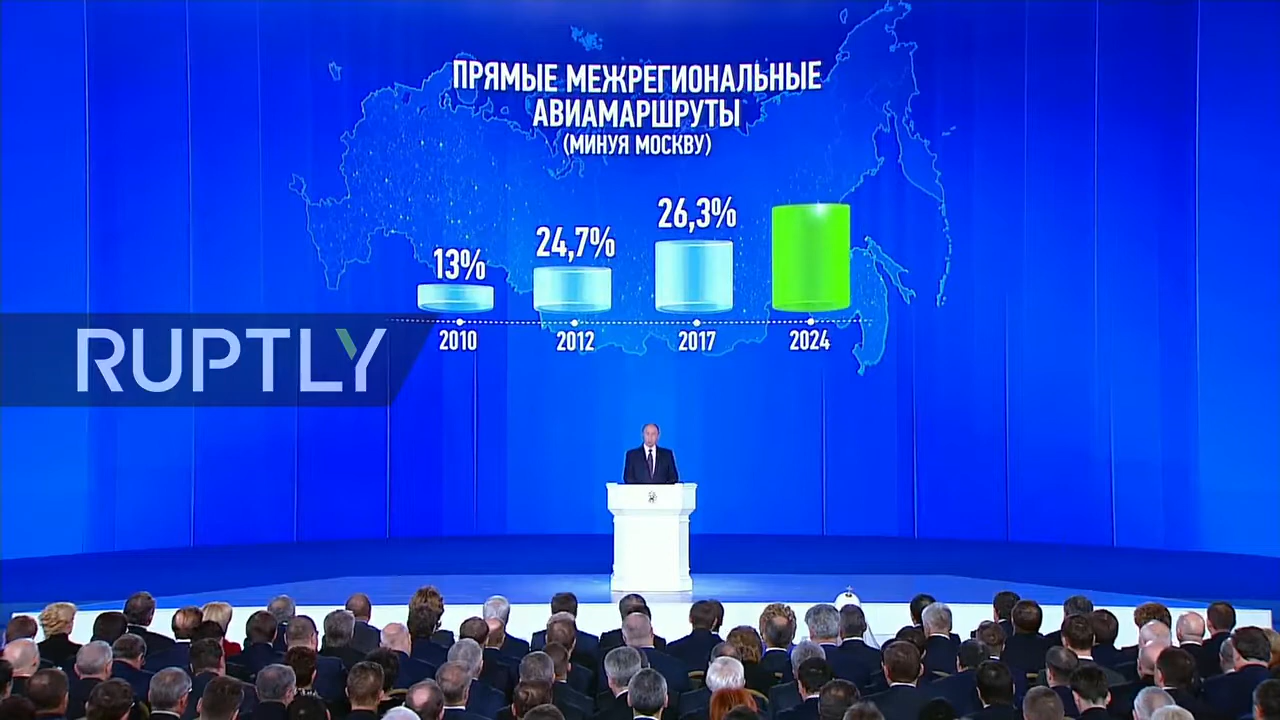 ПРЯМЫЕ МЕЖРЕГИОНАЛЬНЫЕ
АВИАМАРШРУТЫ
(МИНУЯ МОСКВУ)
13%
24,7%
26,3%
2010
2012
2017
2024
RUPTLY